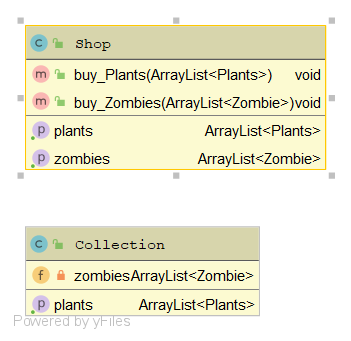 C Shop
m buy_Plants(ArrayList<Plants>) void
m buy_Zombies(ArrayList<Zombie>)void
p plants ArrayList<Plants>
p zombies ArrayList<Zombie>
C Collection
f zombiesArrayList<Zombie>
p plants ArrayList<Plants>
Powered by yFiles